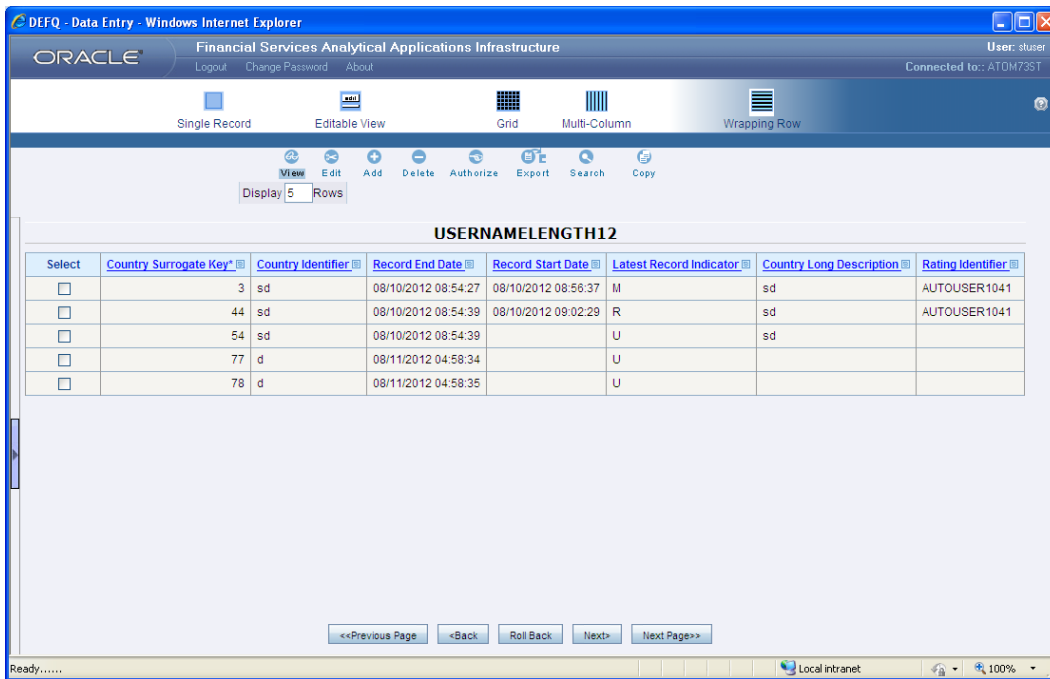 DEFQ - Data Entry - Windows Internet Explorer
ORACLE®
Financial Services Analytical Applications Infrastructure
User: stuser
Logout Change Password About
Connected to:: ATOM73ST
Single Record Editable View Grid Multi-Column Wrapping Row
View Edit Add Delete Authorize Export Search Copy
Display 5 Rows
USERNAMELENGTH12
Select Country Surrogate Key* Country Identifier Record End Date Record Start Date Latest Record Indicator Country Long Description Rating Identifier
3 sd 08/10/2012 08:54:27 08/10/2012 08:56:37 M sd AUTOUSER1041
44 sd 08/10/2012 08:54:39 08/10/2012 09:02:29 R sd AUTOUSER1041
54 sd 08/10/2012 08:54:39 U sd
77 d 08/11/2012 04:58:34 U
78 d 08/11/2012 04:58:35 U
<<Previous Page <Back Roll Back Next> Next Page>>
Ready...... Local intranet 100%